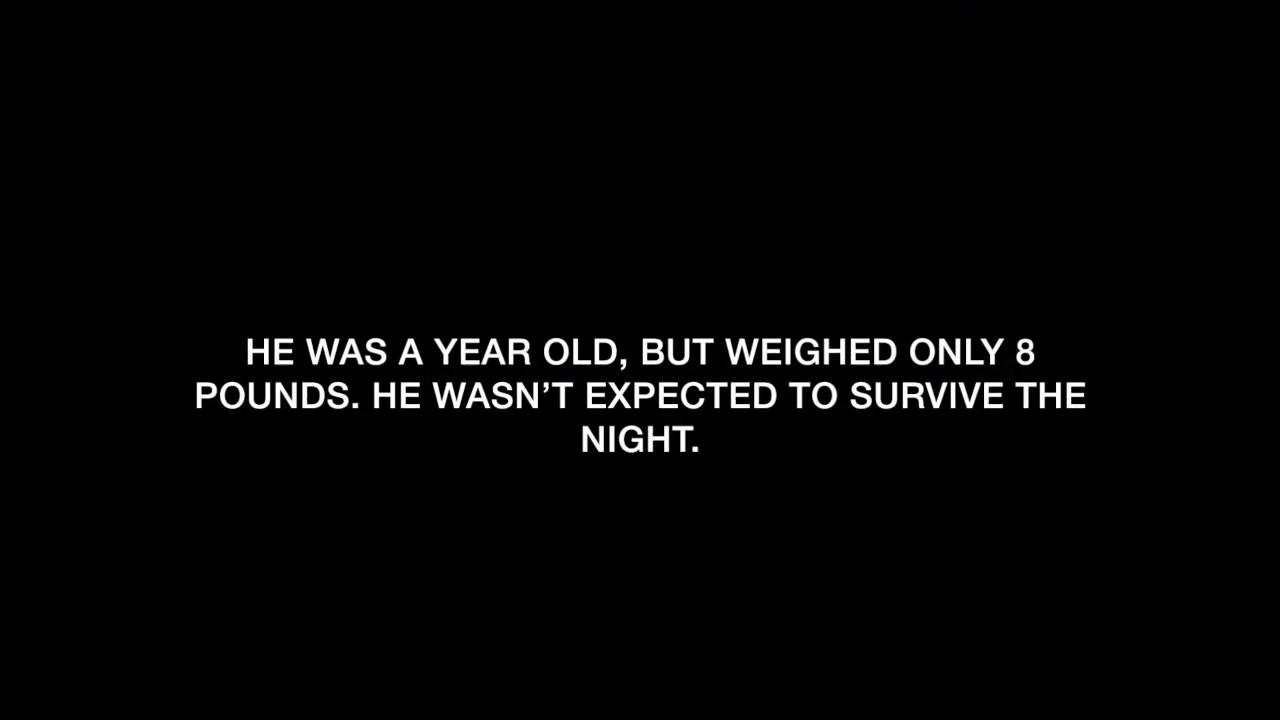 HE WAS A YEAR OLD, BUT WEIGHED ONLY 8
POUNDS. HE WASN’T EXPECTED TO SURVIVE THE
NIGHT.